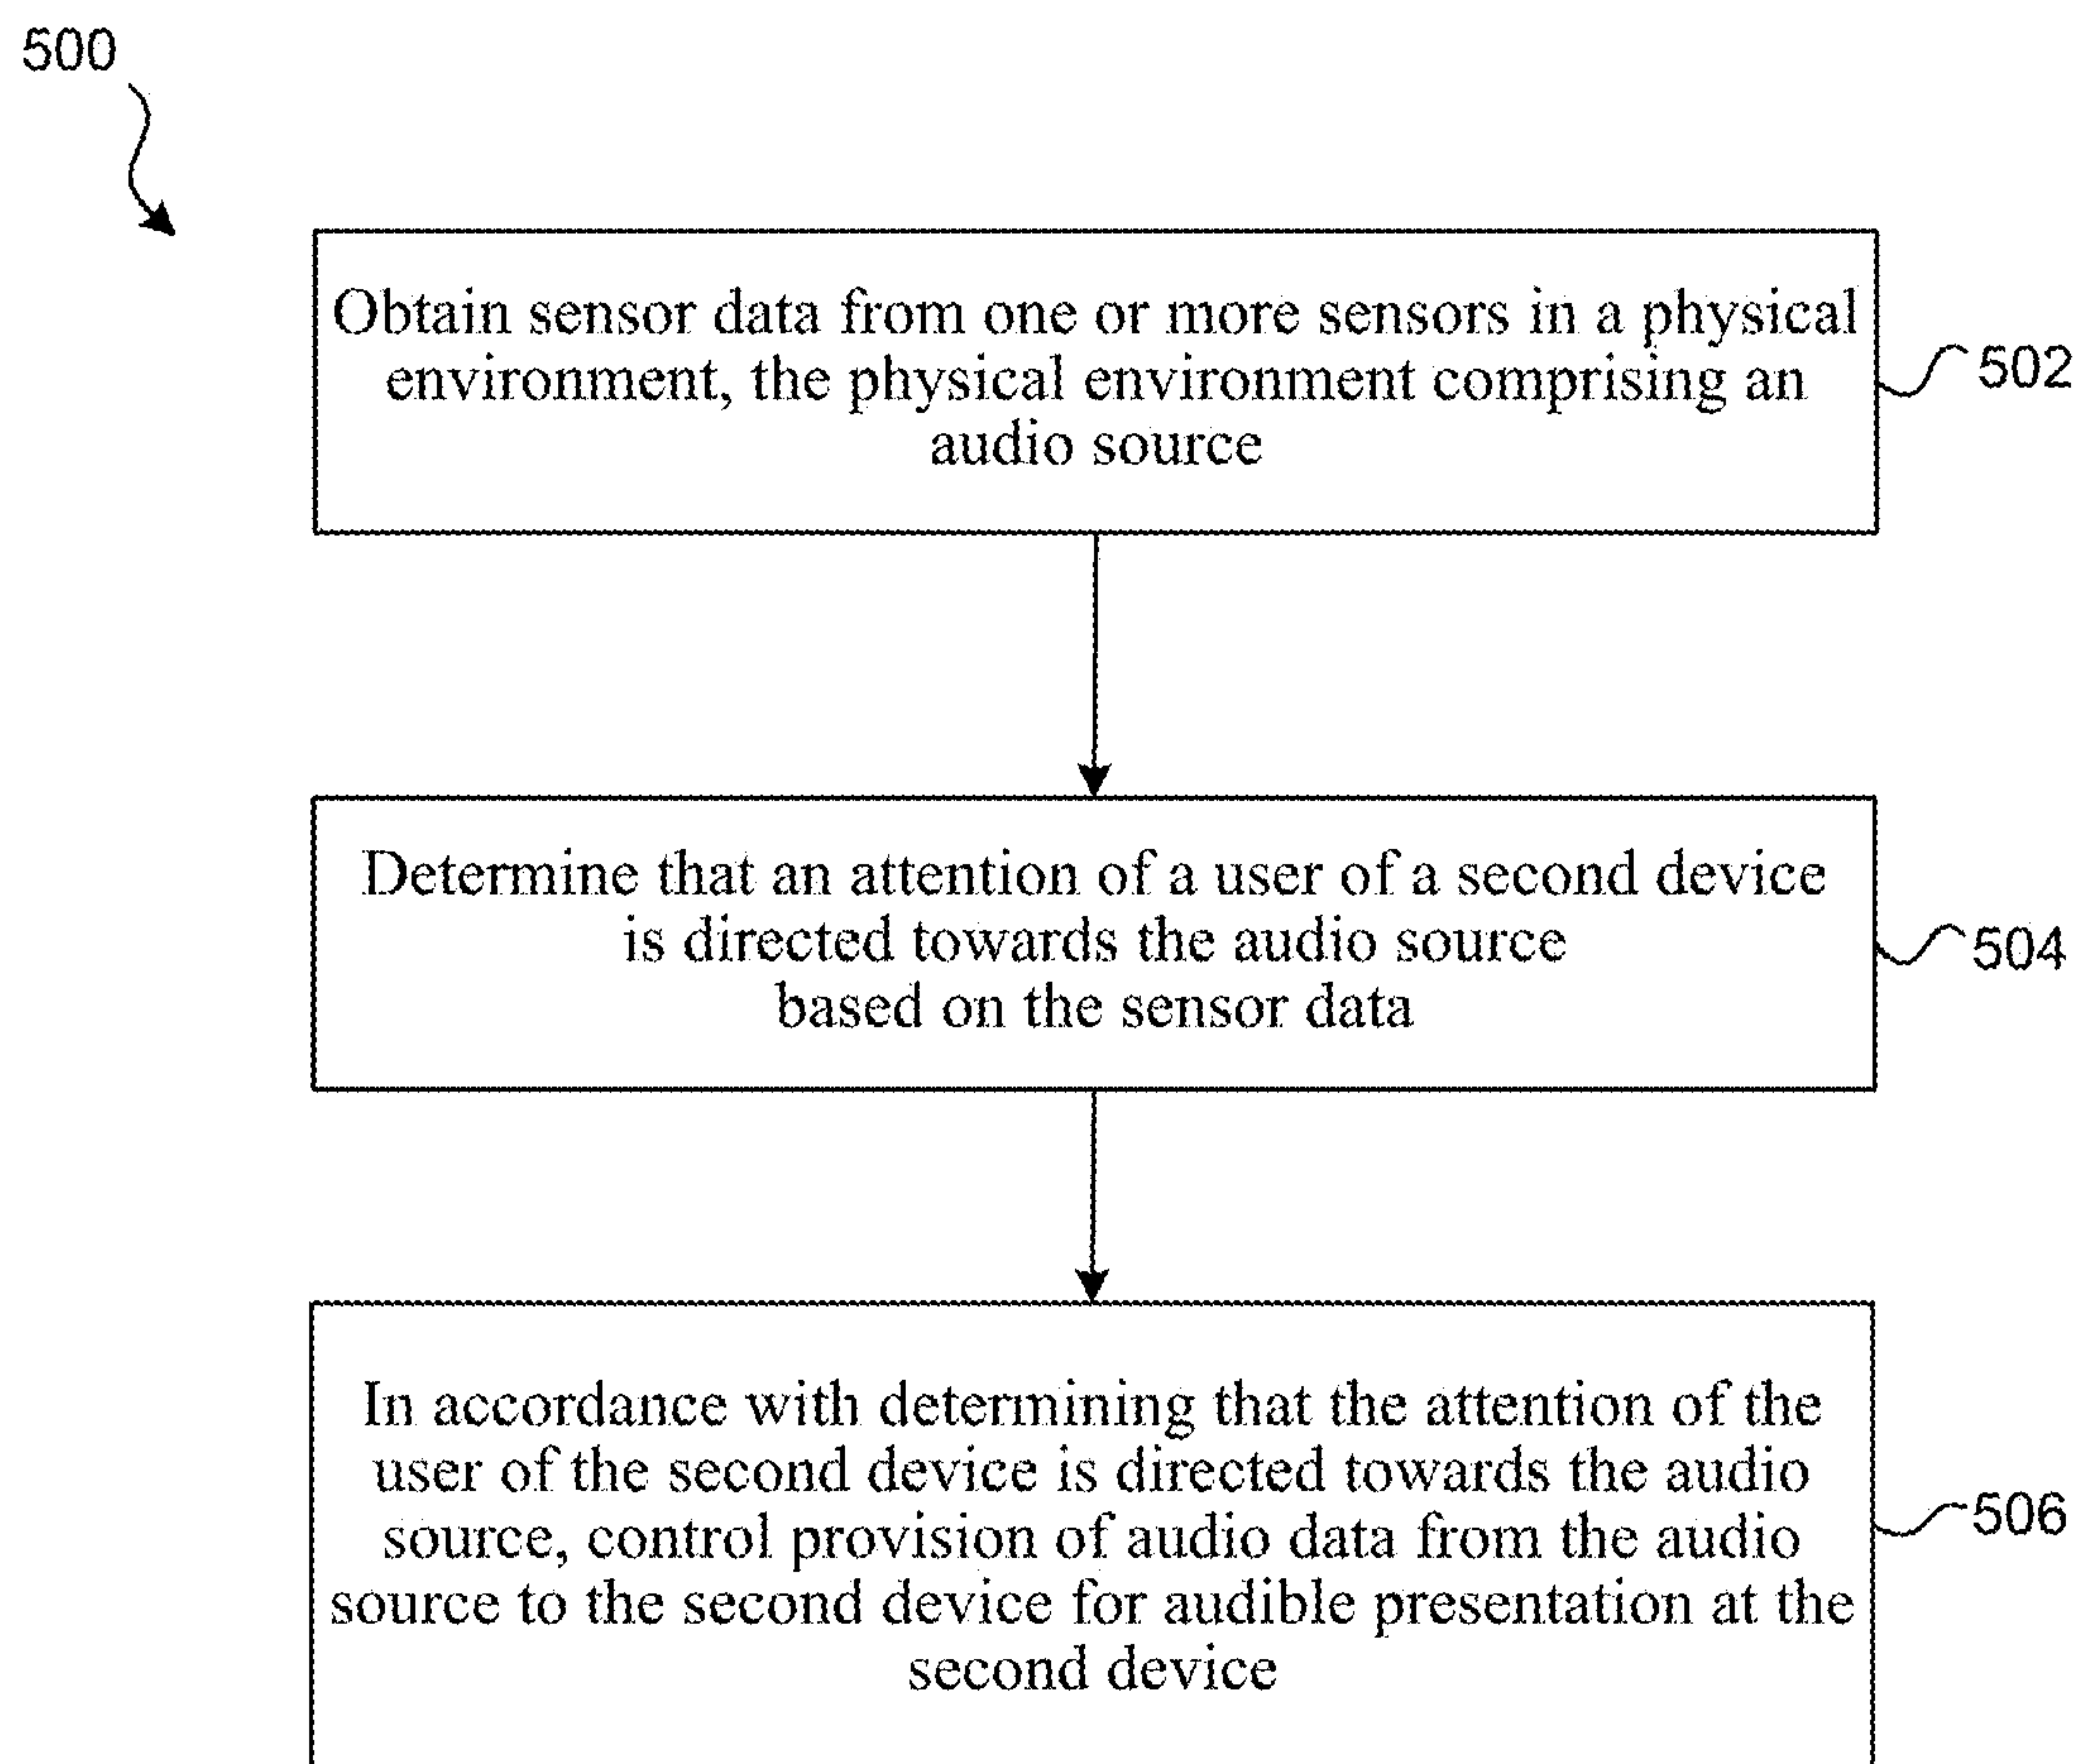 500
Obtain sensor data from one or more sensors in a physical
environment, the physical environment comprising an
audio source
502
Determine that an attention of a user of a second device
is directed towards the audio source
based on the sensor data
504
In accordance with determining that the attention of the
user of the second device is directed towards the audio
source, control provision of audio data from the audio
source to the second device for audible presentation at the
second device
506